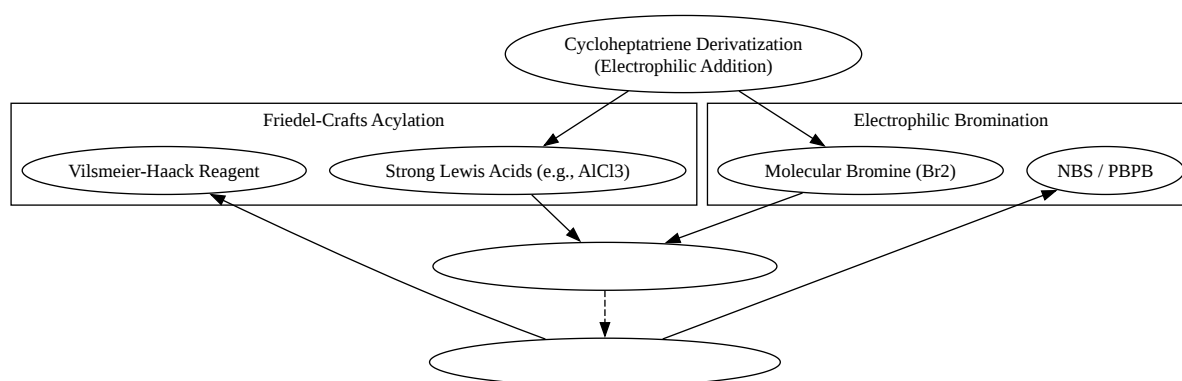 Cycloheptatriene Derivatization
(Electrophilic Addition)
Friedel-Crafts Acylation
Electrophilic Bromination
Vilsmeier-Haack Reagent
Strong Lewis Acids (e.g., AlCl3)
Molecular Bromine (Br2)
NBS / PBPB